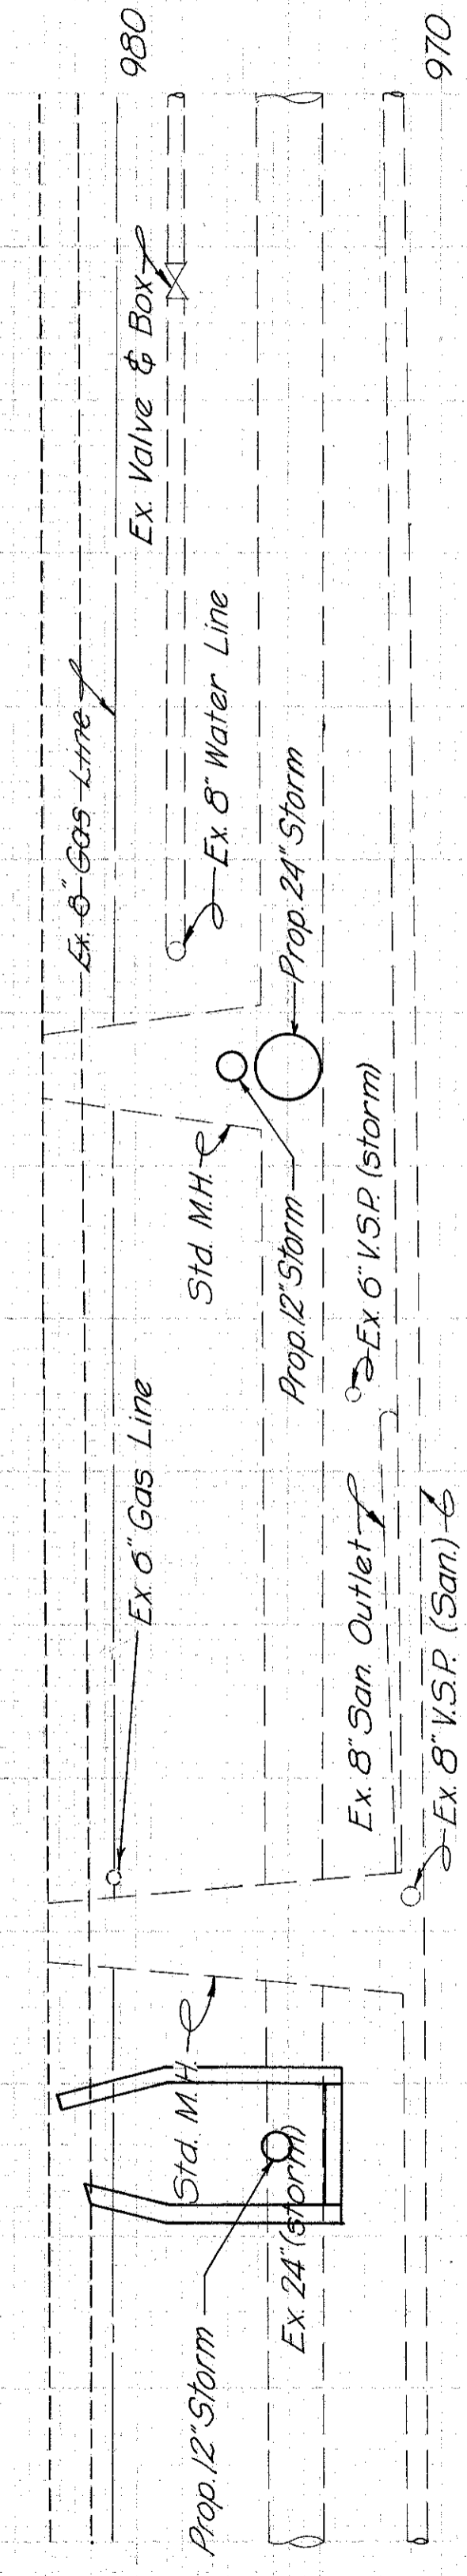 980
970
Ex. Valve & Box
Ex. 8" Gas Line
Ex. 8" Water Line
Prop. 24" Storm
Std. M.H.
Prop. 12" Storm
Ex. 6" V.S.P. (storm)
Ex. 6" Gas Line
Ex. 8" San. Outlet
Ex. 8" V.S.P. (San.)
Std. M.H.
Ex. 24" (storm)
Prop. 12" Storm